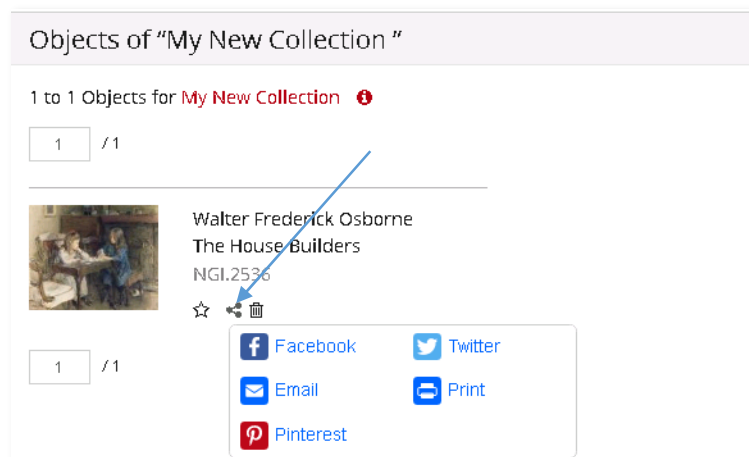 Objects of “My New Collection ”
1 to 1 Objects for My New Collection
1 / 1
Walter Frederick Osborne
The House Builders
NGI.2536
Facebook Twitter
1 / 1
Email Print
Pinterest